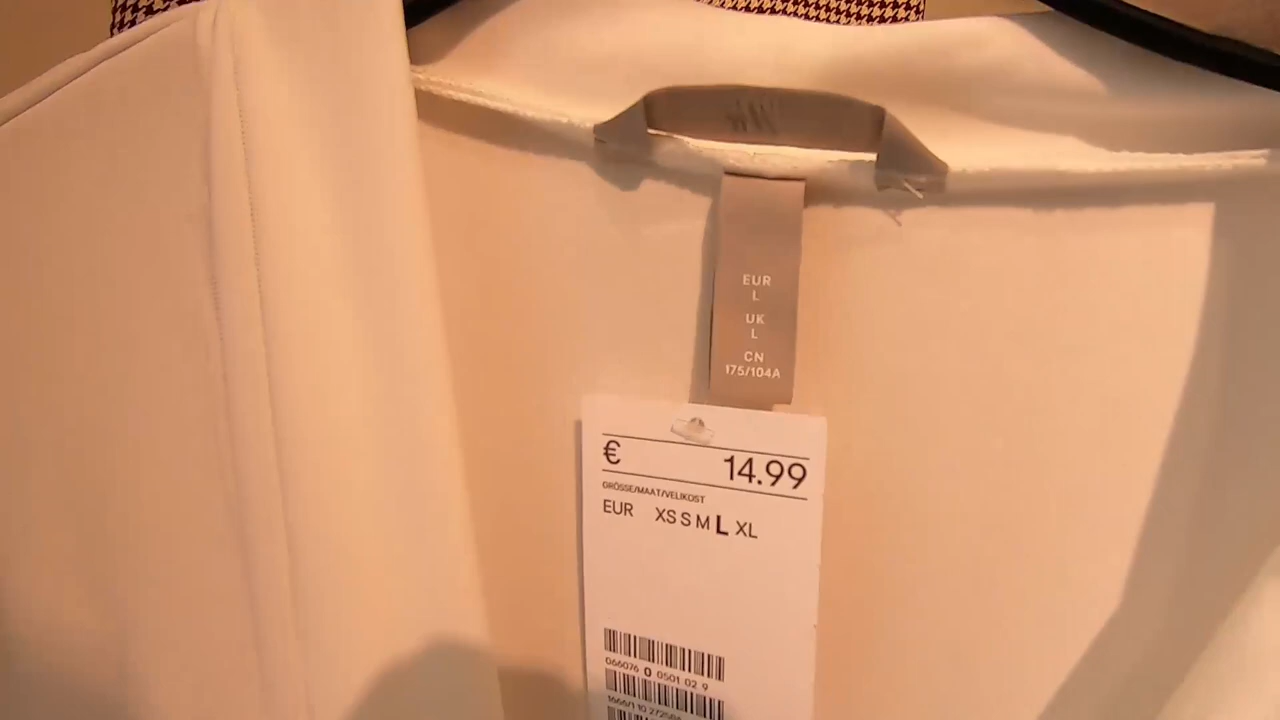 H&M
EUR
L
UK
L
CN
175/104A
€ 14.99
GRÖSSE/MAAT/VELIKOST
EUR XS S M L XL
066076 0 0501 02 9